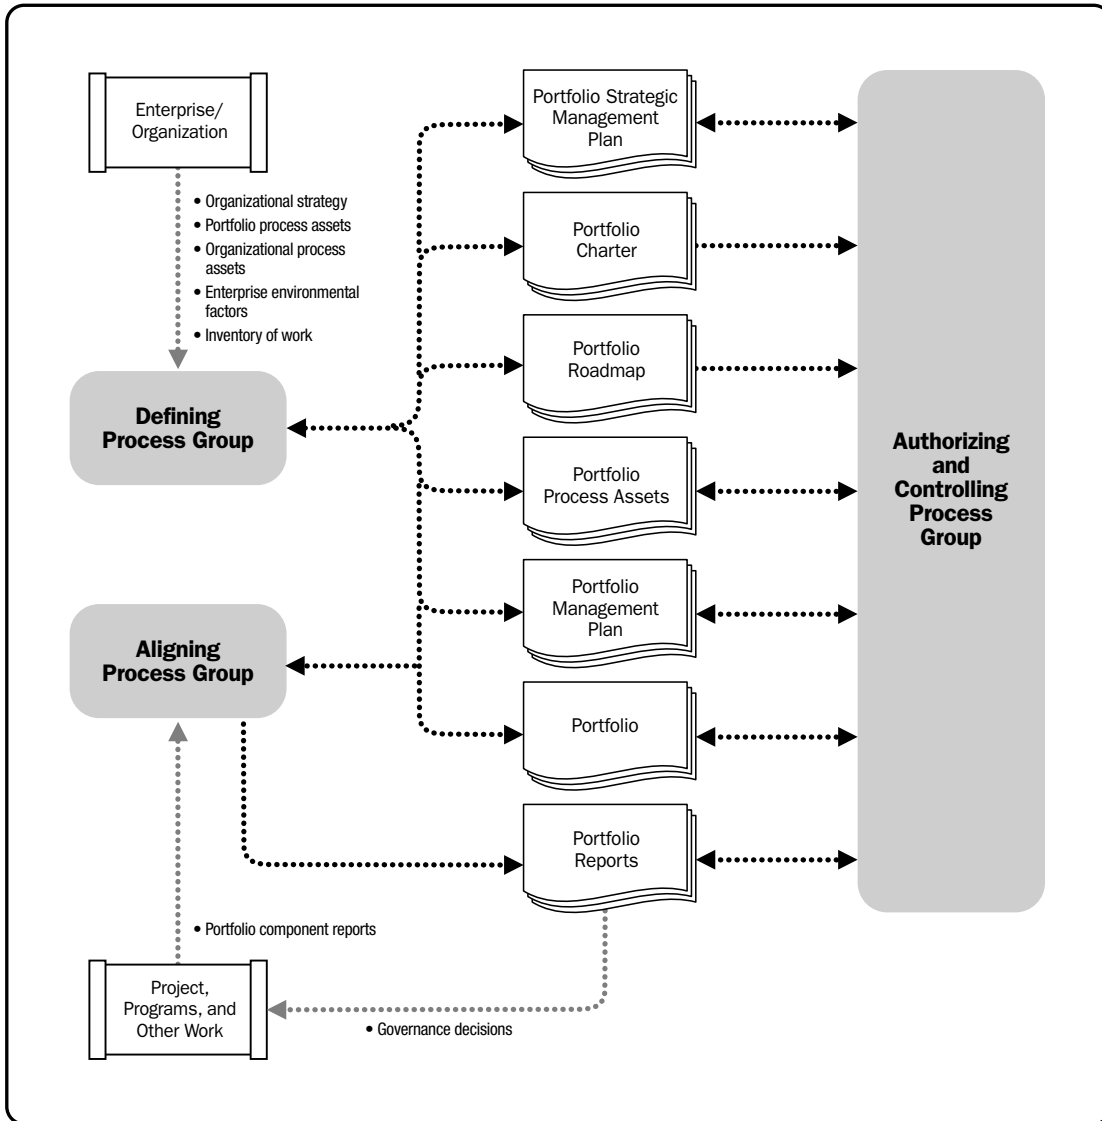 Enterprise/
Organization
• Organizational strategy
• Portfolio process assets
• Organizational process
assets
• Enterprise environmental
factors
• Inventory of work
Defining
Process Group
Aligning
Process Group
• Portfolio component reports
Project,
Programs, and
Other Work
• Governance decisions
Portfolio Strategic
Management
Plan
Portfolio
Charter
Portfolio
Roadmap
Portfolio
Process Assets
Portfolio
Management
Plan
Portfolio
Portfolio
Reports
Authorizing
and
Controlling
Process
Group